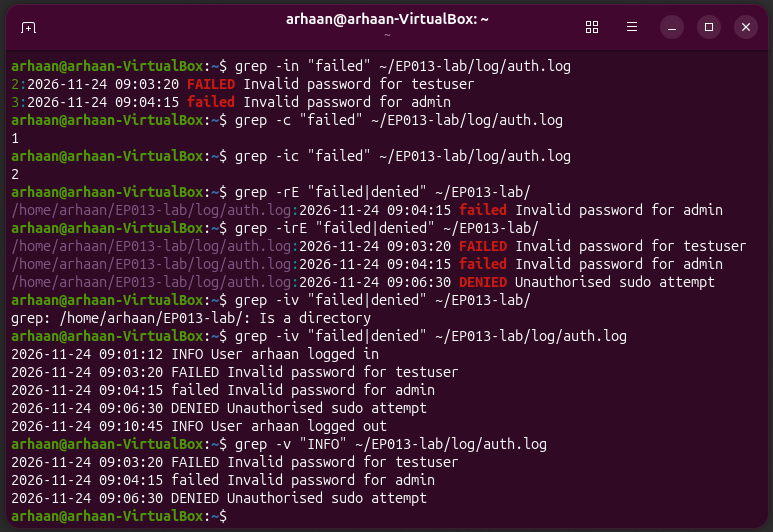 arhaan@arhaan-VirtualBox: ~
~
arhaan@arhaan-VirtualBox:~$ grep -in "failed" ~/EP013-lab/log/auth.log
2:2026-11-24 09:03:20 FAILED Invalid password for testuser
3:2026-11-24 09:04:15 failed Invalid password for admin
arhaan@arhaan-VirtualBox:~$ grep -c "failed" ~/EP013-lab/log/auth.log
1
arhaan@arhaan-VirtualBox:~$ grep -ic "failed" ~/EP013-lab/log/auth.log
2
arhaan@arhaan-VirtualBox:~$ grep -rE "failed|denied" ~/EP013-lab/
/home/arhaan/EP013-lab/log/auth.log:2026-11-24 09:04:15 failed Invalid password for admin
arhaan@arhaan-VirtualBox:~$ grep -irE "failed|denied" ~/EP013-lab/
/home/arhaan/EP013-lab/log/auth.log:2026-11-24 09:03:20 FAILED Invalid password for testuser
/home/arhaan/EP013-lab/log/auth.log:2026-11-24 09:04:15 failed Invalid password for admin
/home/arhaan/EP013-lab/log/auth.log:2026-11-24 09:06:30 DENIED Unauthorised sudo attempt
arhaan@arhaan-VirtualBox:~$ grep -iv "failed|denied" ~/EP013-lab/
grep: /home/arhaan/EP013-lab/: Is a directory
arhaan@arhaan-VirtualBox:~$ grep -iv "failed|denied" ~/EP013-lab/log/auth.log
2026-11-24 09:01:12 INFO User arhaan logged in
2026-11-24 09:03:20 FAILED Invalid password for testuser
2026-11-24 09:04:15 failed Invalid password for admin
2026-11-24 09:06:30 DENIED Unauthorised sudo attempt
2026-11-24 09:10:45 INFO User arhaan logged out
arhaan@arhaan-VirtualBox:~$ grep -v "INFO" ~/EP013-lab/log/auth.log
2026-11-24 09:03:20 FAILED Invalid password for testuser
2026-11-24 09:04:15 failed Invalid password for admin
2026-11-24 09:06:30 DENIED Unauthorised sudo attempt
arhaan@arhaan-VirtualBox:~$